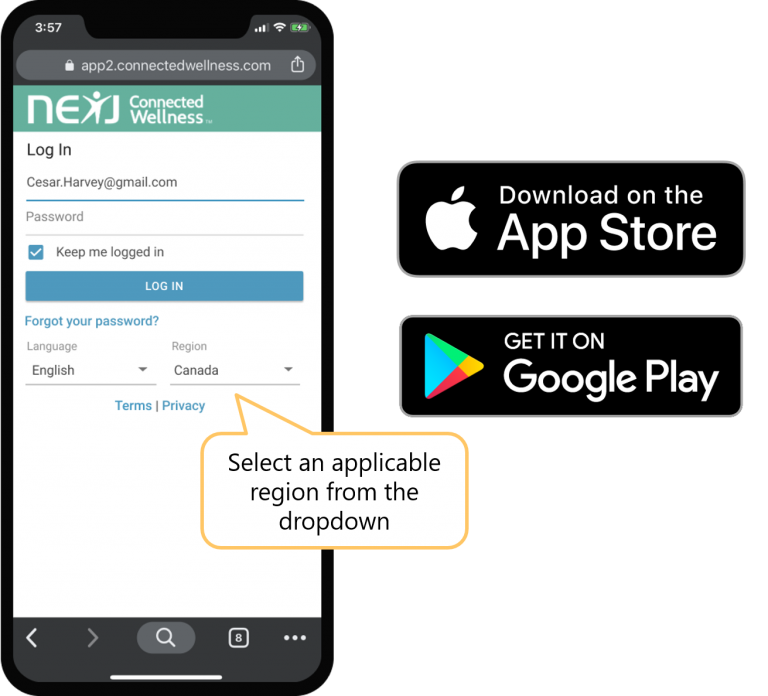 3:57
app2.connectedwellness.com
NEXJ Connected
Wellness™
Log In
Cesar.Harvey@gmail.com
Password
Keep me logged in
LOG IN
Forgot your password?
Language Region
English Canada
Terms | Privacy
Select an applicable
region from the
dropdown
8
Download on the
App Store
GET IT ON
Google Play